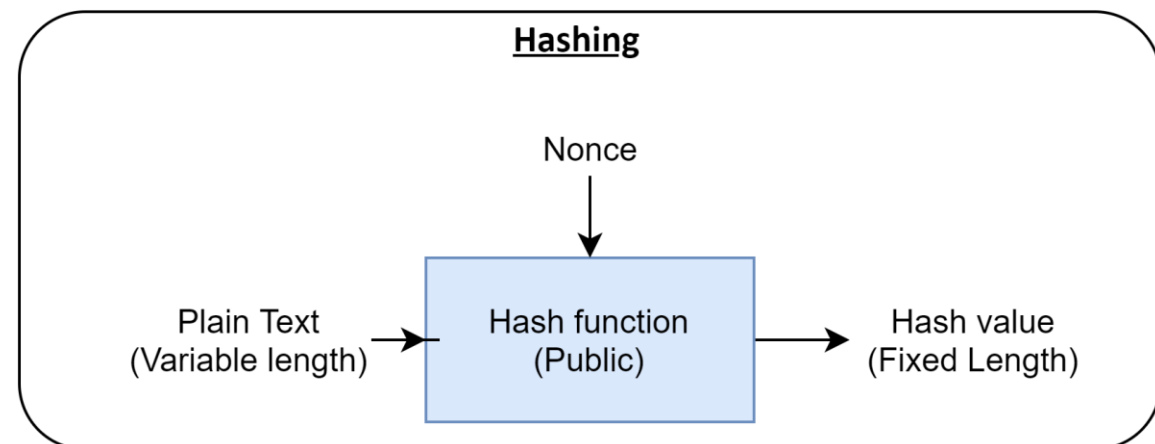 Hashing
Nonce
Plain Text
(Variable length)
Hash function
(Public)
Hash value
(Fixed Length)